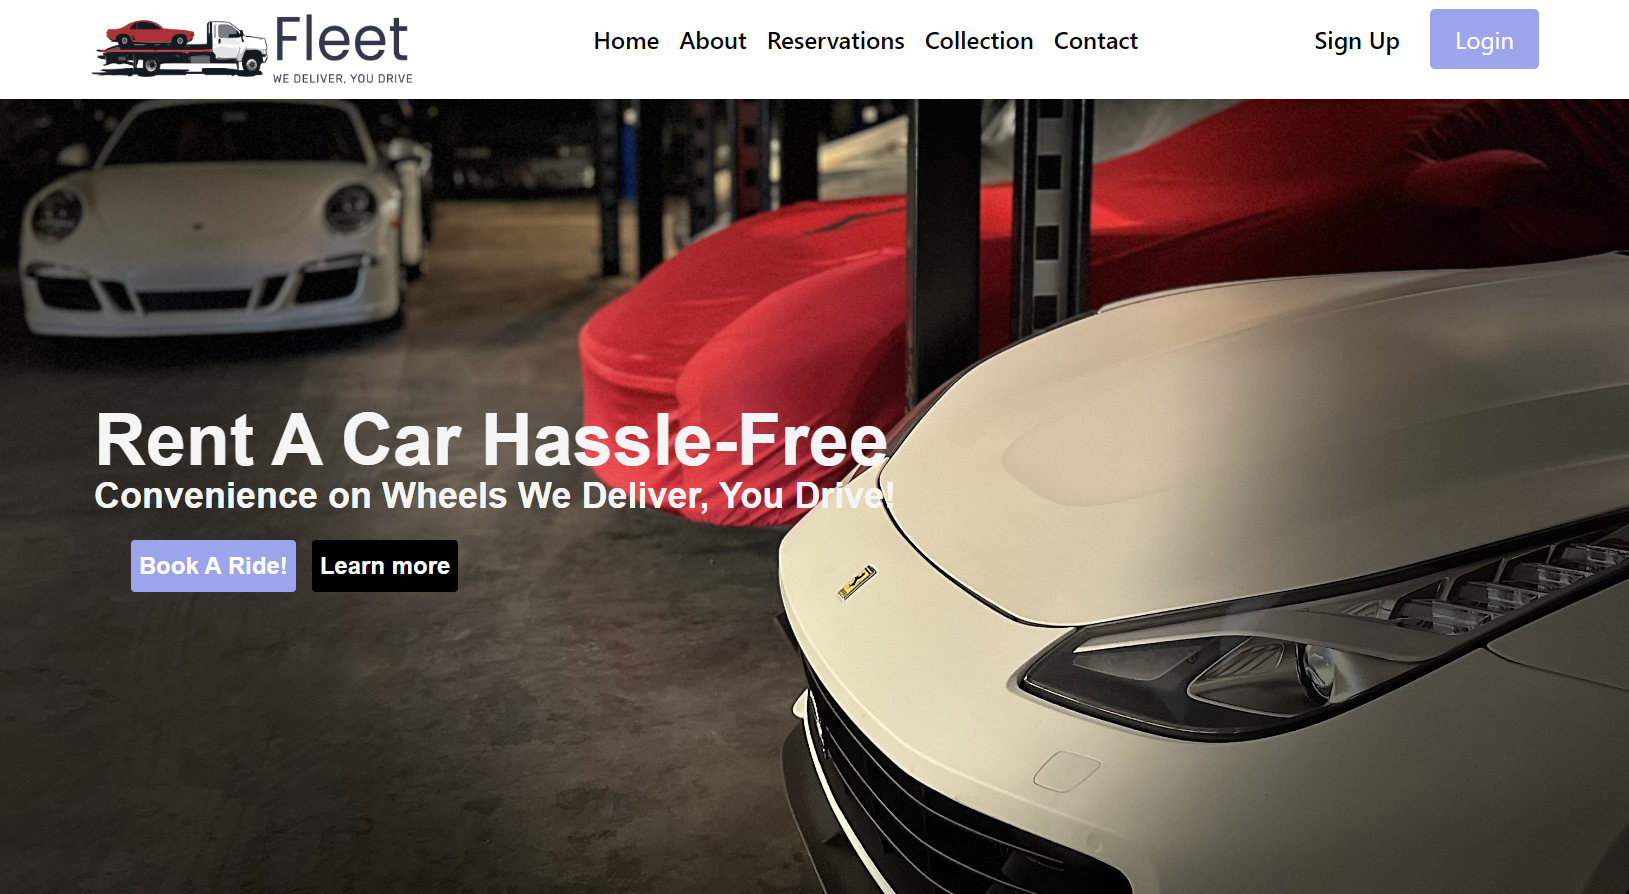 Fleet
WE DELIVER, YOU DRIVE
Home About Reservations Collection Contact
Sign Up Login
Rent A Car Hassle-Free
Convenience on Wheels We Deliver, You Drive!
Book A Ride! Learn more